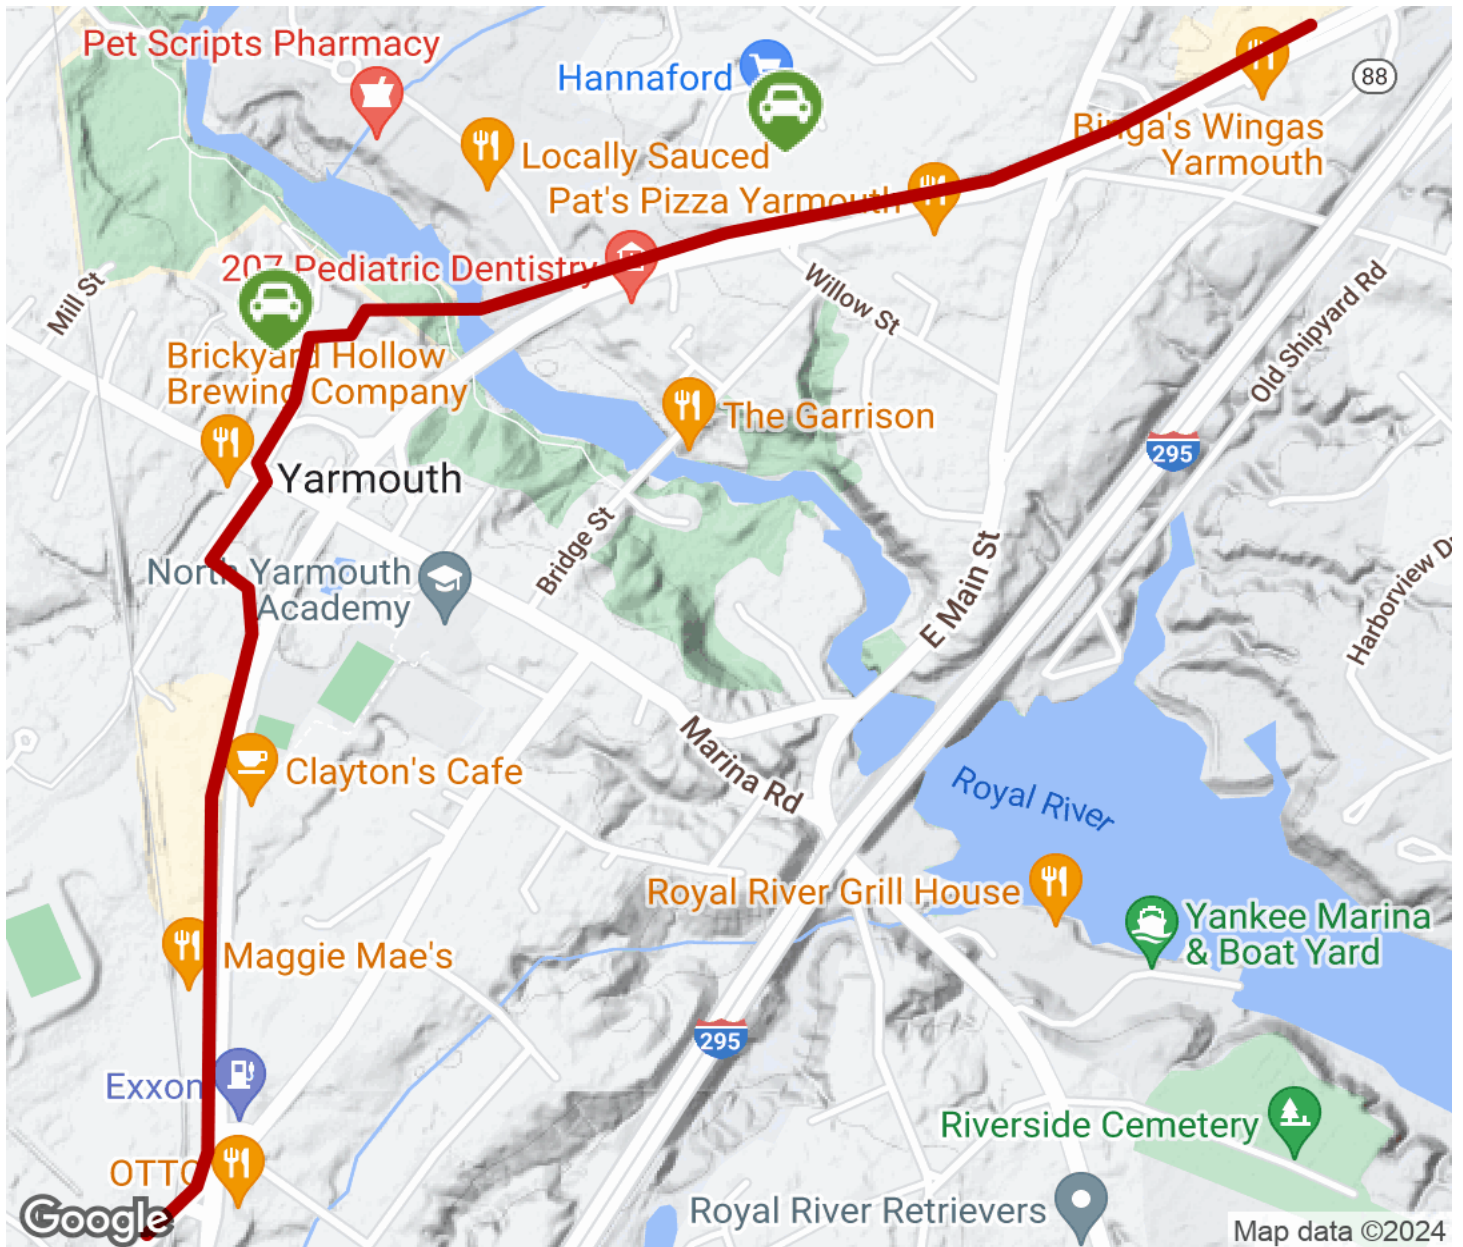 Pet Scripts Pharmacy
Hannaford
88
Locally Sauced
Binga's Wingas
Yarmouth
Pat's Pizza Yarmouth
207 Pediatric Dentistry
Mill St
Willow St
Old Shipyard Rd
Brickyard Hollow
Brewing Company
The Garrison
295
Yarmouth
Bridge St
E Main St
North Yarmouth
Academy
Harborview D
Marina Rd
Clayton's Cafe
Royal River
Royal River Grill House
Yankee Marina
& Boat Yard
Maggie Mae's
295
Exxon
Riverside Cemetery
OTTO
Royal River Retrievers
Google
Map data ©2024